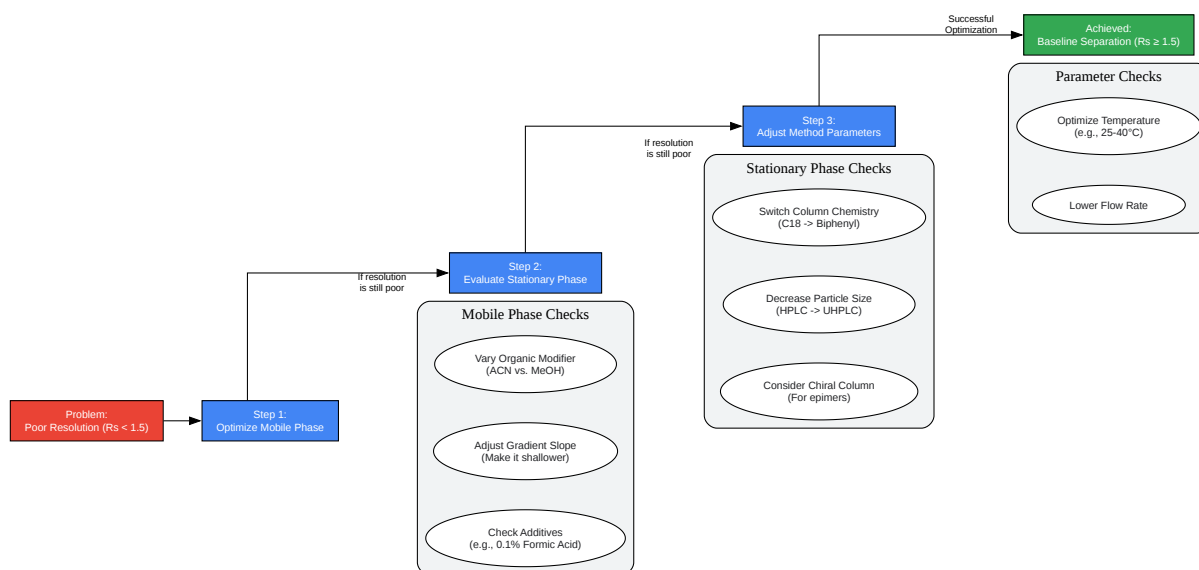 Problem:
Poor Resolution (Rs < 1.5)
Step 1:
Optimize Mobile Phase
If resolution
is still poor
Step 2:
Evaluate Stationary Phase
Mobile Phase Checks
Vary Organic Modifier
(ACN vs. MeOH)
Adjust Gradient Slope
(Make it shallower)
Check Additives
(e.g., 0.1% Formic Acid)
If resolution
is still poor
Step 3:
Adjust Method Parameters
Stationary Phase Checks
Switch Column Chemistry
(C18 -> Biphenyl)
Decrease Particle Size
(HPLC -> UHPLC)
Consider Chiral Column
(For epimers)
Successful
Optimization
Achieved:
Baseline Separation (Rs ≥ 1.5)
Parameter Checks
Optimize Temperature
(e.g., 25-40°C)
Lower Flow Rate